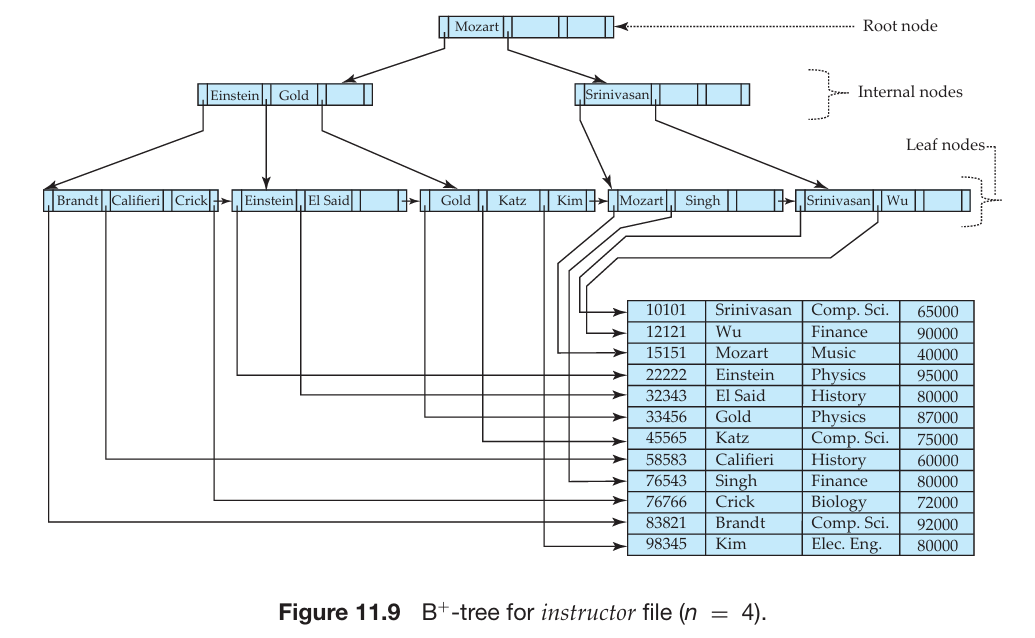 Mozart
Root node
Einstein Gold
Srinivasan
Internal nodes
Leaf nodes
Brandt Califieri Crick
Einstein El Said
Gold Katz Kim
Mozart Singh
Srinivasan Wu
10101 Srinivasan Comp. Sci. 65000
12121 Wu Finance 90000
15151 Mozart Music 40000
22222 Einstein Physics 95000
32343 El Said History 80000
33456 Gold Physics 87000
45565 Katz Comp. Sci. 75000
58583 Califieri History 60000
76543 Singh Finance 80000
76766 Crick Biology 72000
83821 Brandt Comp. Sci. 92000
98345 Kim Elec. Eng. 80000
Figure 11.9 B⁺-tree for instructor file (n = 4).